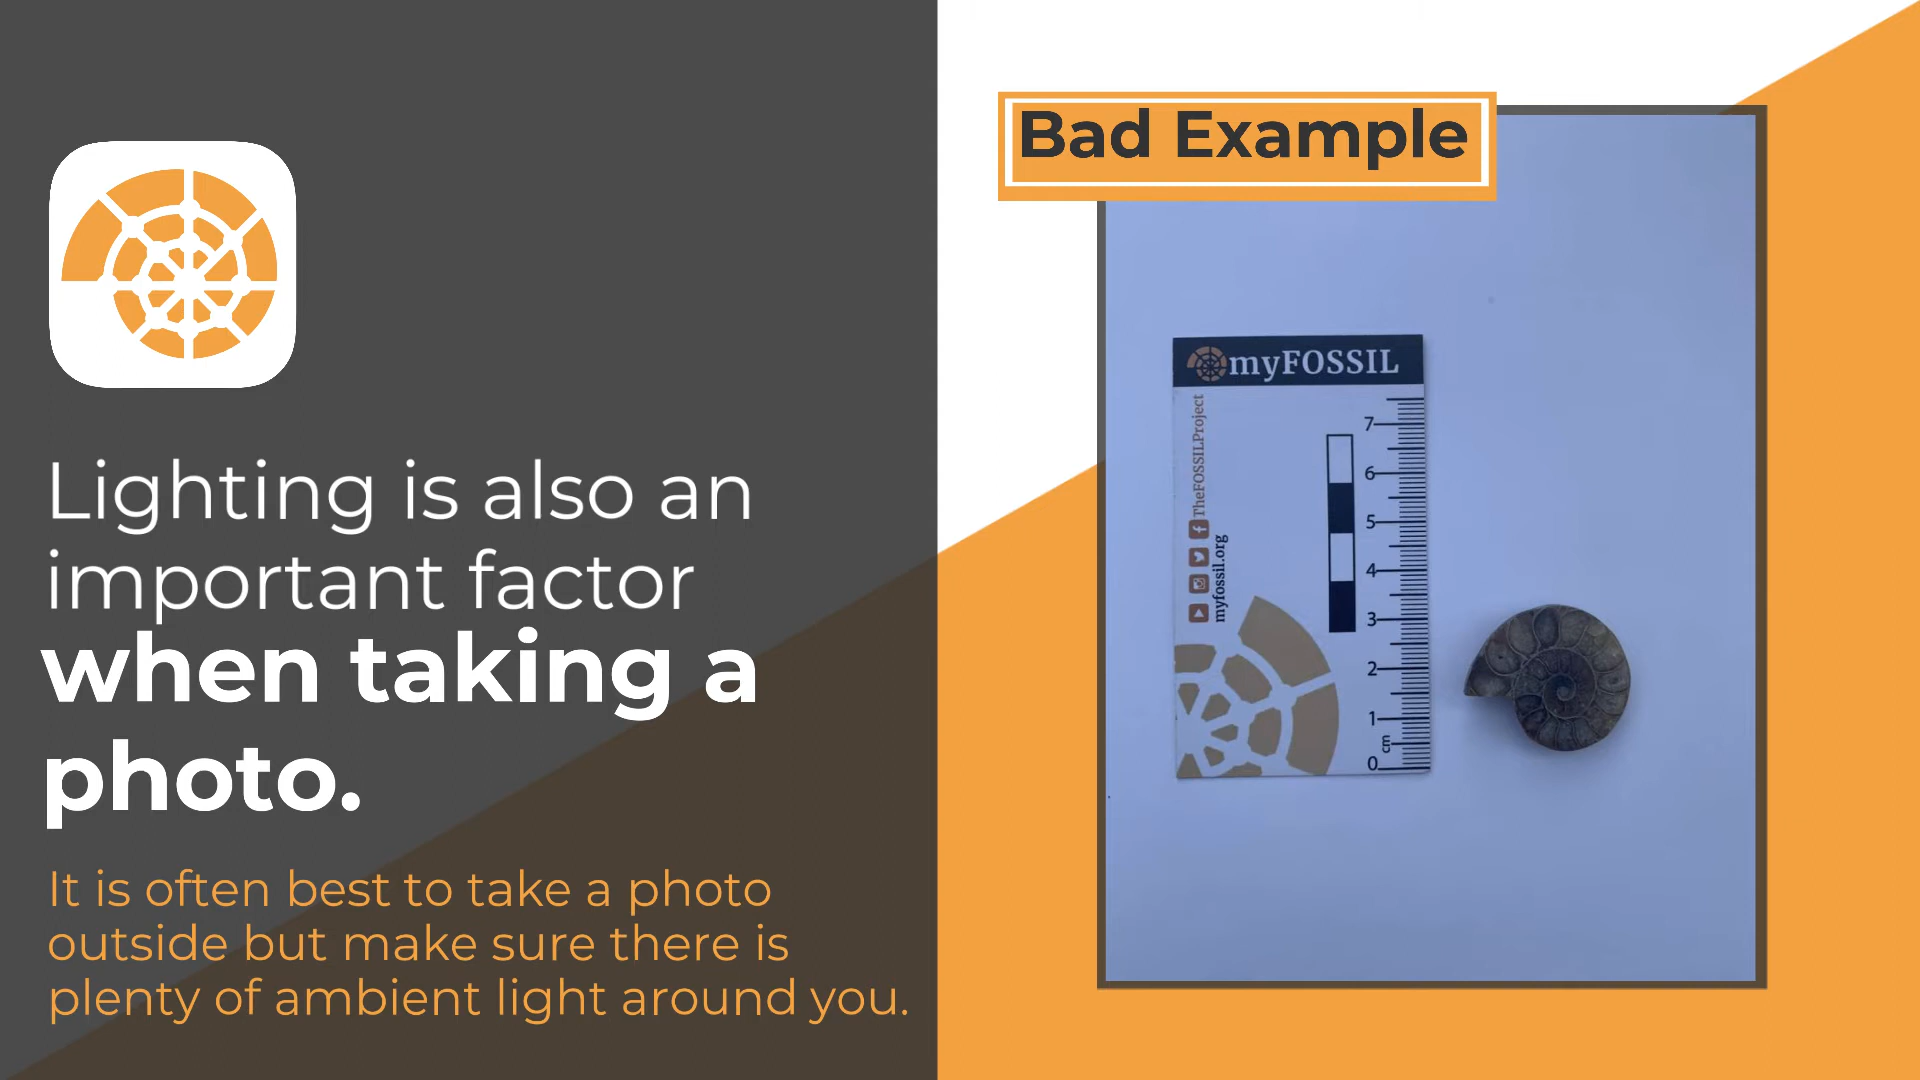 Lighting is also an
important factor
when taking a
photo.
It is often best to take a photo
outside but make sure there is
plenty of ambient light around you.
Bad Example
myFOSSIL
TheFOSSILProject
myfossil.org
7
6
5
4
3
2
1
cm
0